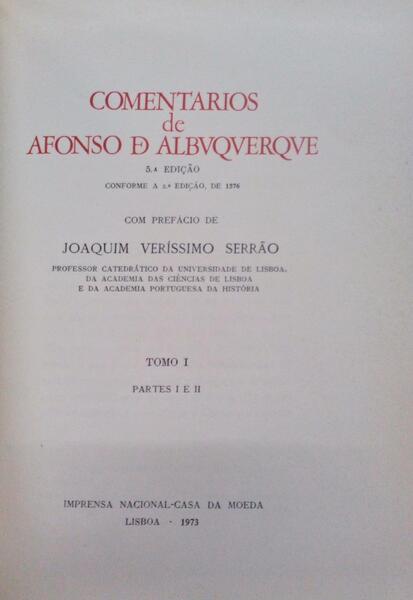 COMENTARIOS
de
AFONSO Đ ALBVQVERQVE
5.ᴬ EDIÇÃO
CONFORME A 2.ª EDIÇÃO, DE 1576
COM PREFÁCIO DE
JOAQUIM VERÍSSIMO SERRÃO
PROFESSOR CATEDRÁTICO DA UNIVERSIDADE DE LISBOA,
DA ACADEMIA DAS CIÊNCIAS DE LISBOA
E DA ACADEMIA PORTUGUESA DA HISTÓRIA
TOMO I
PARTES I E II
IMPRENSA NACIONAL-CASA DA MOEDA
LISBOA - 1973